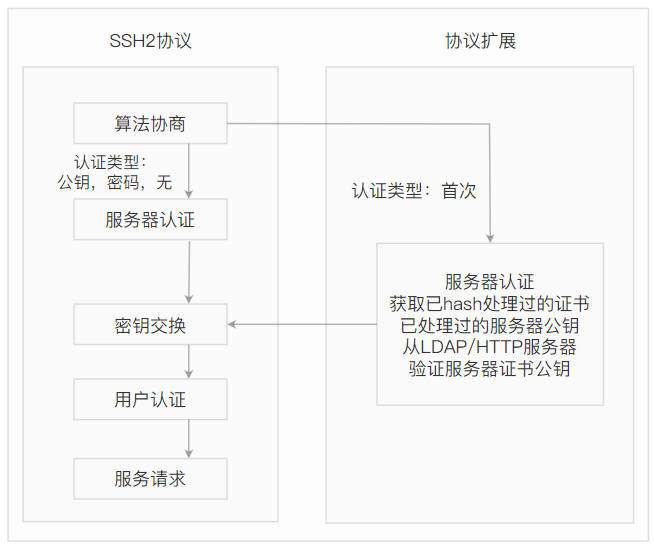 SSH2协议
协议扩展
算法协商
认证类型：
公钥，密码，无
服务器认证
密钥交换
用户认证
服务请求
认证类型：首次
服务器认证
获取已hash处理过的证书
已处理过的服务器公钥
从LDAP/HTTP服务器
验证服务器证书公钥